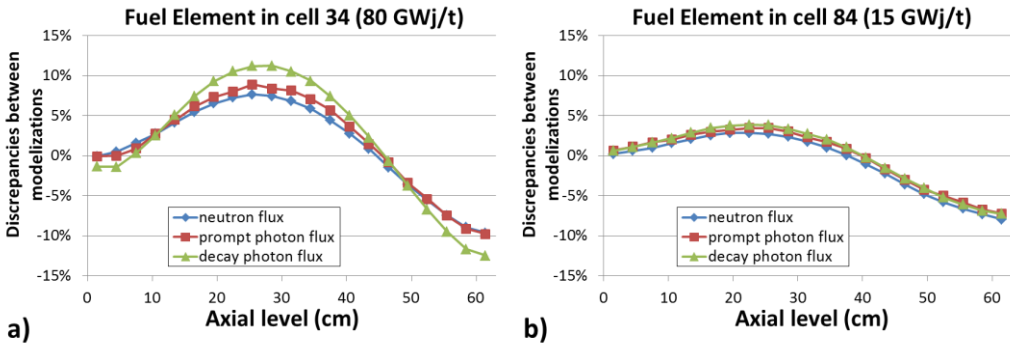 Fuel Element in cell 34 (80 GWj/t)
Discrepancies between
modelizations
15%
10%
5%
0%
-5%
-10%
-15%
neutron flux
prompt photon flux
decay photon flux
0 10 20 30 40 50 60
Axial level (cm)
a)
Fuel Element in cell 84 (15 GWj/t)
Discrepancies between
modelizations
15%
10%
5%
0%
-5%
-10%
-15%
neutron flux
prompt photon flux
decay photon flux
0 10 20 30 40 50 60
Axial level (cm)
b)